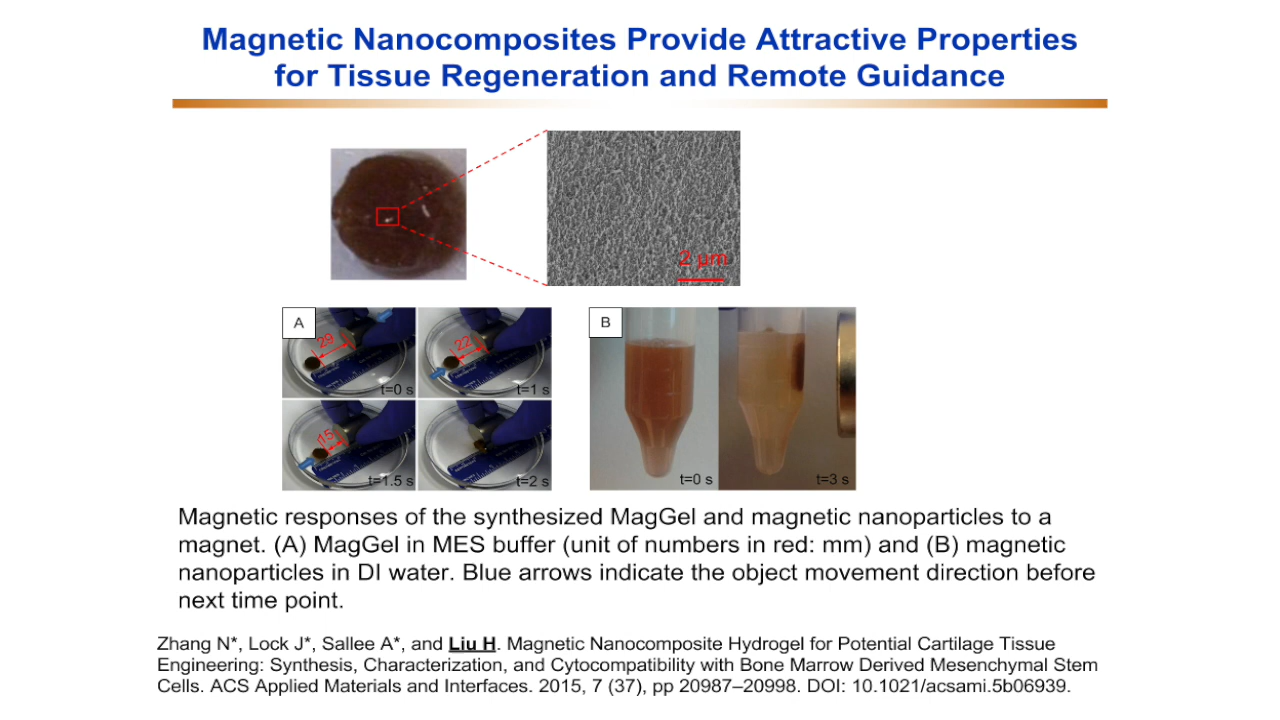 Magnetic Nanocomposites Provide Attractive Properties
for Tissue Regeneration and Remote Guidance
2 μm
A
29
t=0 s
22
t=1 s
15
t=1.5 s
t=2 s
B
t=0 s
t=3 s
Magnetic responses of the synthesized MagGel and magnetic nanoparticles to a
magnet. (A) MagGel in MES buffer (unit of numbers in red: mm) and (B) magnetic
nanoparticles in DI water. Blue arrows indicate the object movement direction before
next time point.
Zhang N*, Lock J*, Sallee A*, and Liu H. Magnetic Nanocomposite Hydrogel for Potential Cartilage Tissue
Engineering: Synthesis, Characterization, and Cytocompatibility with Bone Marrow Derived Mesenchymal Stem
Cells. ACS Applied Materials and Interfaces. 2015, 7 (37), pp 20987–20998. DOI: 10.1021/acsami.5b06939.